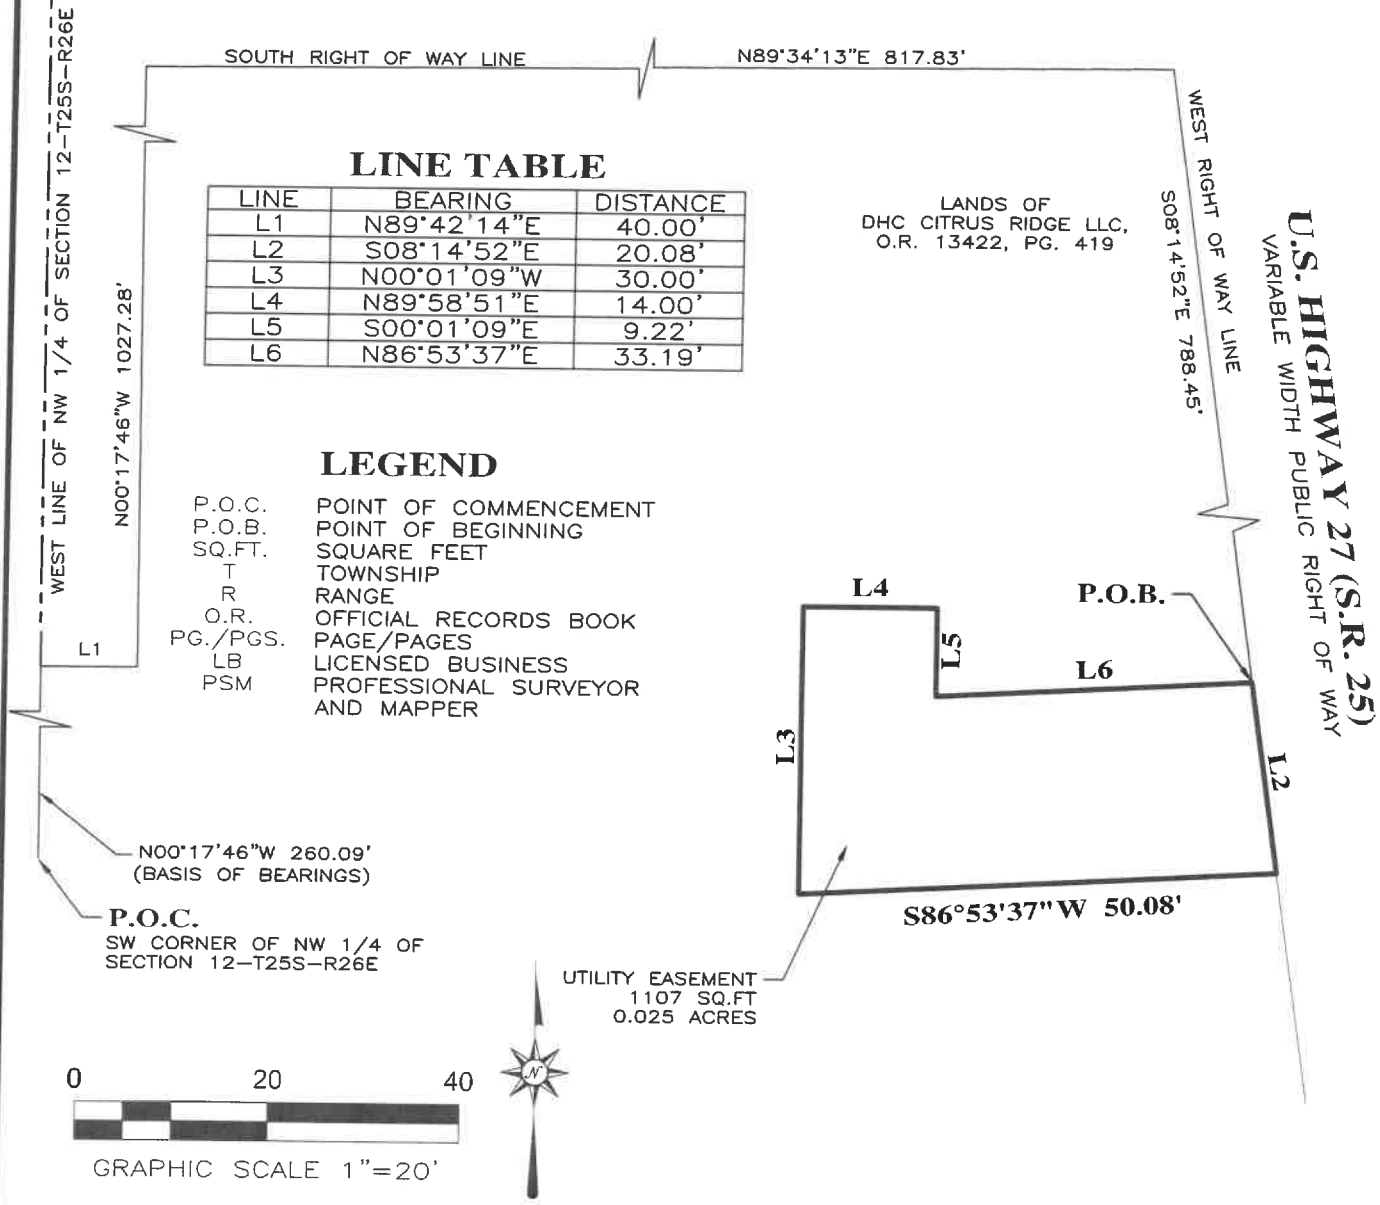 WEST LINE OF NW 1/4 OF SECTION 12-T25S-R26E
SOUTH RIGHT OF WAY LINE
N89°34'13"E 817.83'
N00°17'46"W 1027.28'
LINE TABLE
LINE BEARING DISTANCE
L1 N89°42'14"E 40.00'
L2 S08°14'52"E 20.08'
L3 N00°01'09"W 30.00'
L4 N89°58'51"E 14.00'
L5 S00°01'09"E 9.22'
L6 N86°53'37"E 33.19'
LANDS OF
DHC CITRUS RIDGE LLC,
O.R. 13422, PG. 419
WEST RIGHT OF WAY LINE
S08°14'52"E 788.45'
U.S. HIGHWAY 27 (S.R. 25)
VARIABLE WIDTH PUBLIC RIGHT OF WAY
LEGEND
P.O.C. POINT OF COMMENCEMENT
P.O.B. POINT OF BEGINNING
SQ.FT. SQUARE FEET
T TOWNSHIP
R RANGE
O.R. OFFICIAL RECORDS BOOK
PG./PGS. PAGE/PAGES
LB LICENSED BUSINESS
PSM PROFESSIONAL SURVEYOR
AND MAPPER
L1
L4
P.O.B.
L5
L6
L3
L2
S86°53'37"W 50.08'
N00°17'46"W 260.09'
(BASIS OF BEARINGS)
P.O.C.
SW CORNER OF NW 1/4 OF
SECTION 12-T25S-R26E
UTILITY EASEMENT
1107 SQ.FT
0.025 ACRES
N
0 20 40
GRAPHIC SCALE 1"=20'